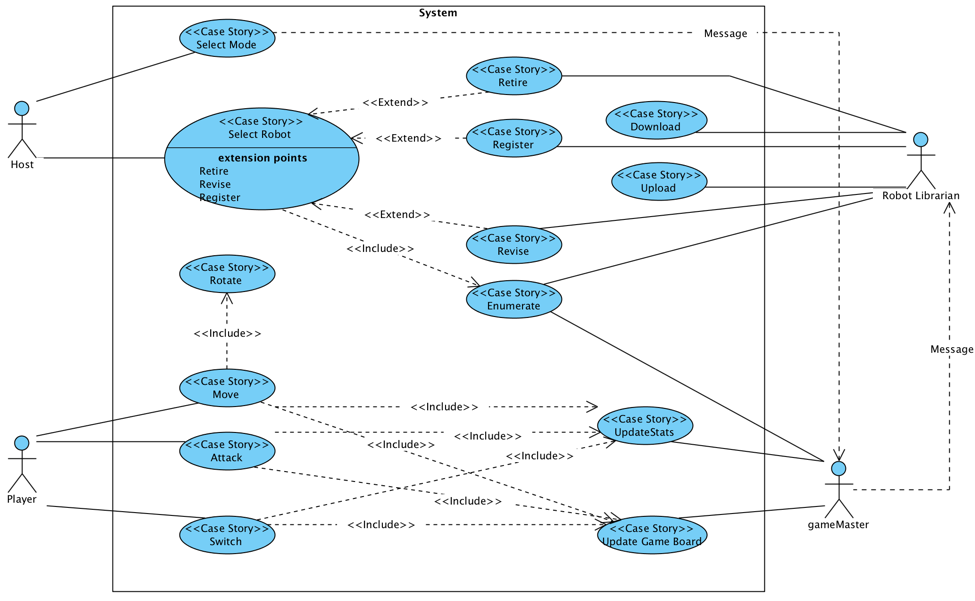 System
<<Case Story>>
Select Mode
Message
<<Case Story>>
Retire
<<Extend>>
<<Case Story>>
Download
<<Case Story>>
Select Robot
extension points
Retire
Revise
Register
<<Case Story>>
Register
<<Extend>>
Host
<<Case Story>>
Upload
Robot Librarian
<<Extend>>
<<Case Story>>
Revise
<<Include>>
<<Case Story>>
Rotate
<<Case Story>>
Enumerate
<<Include>>
Message
<<Case Story>>
Move
<<Include>>
<<Case Story>>
UpdateStats
<<Include>>
<<Include>>
<<Case Story>>
Attack
<<Include>>
Player
<<Include>>
<<Include>>
<<Case Story>>
Switch
<<Case Story>>
Update Game Board
gameMaster